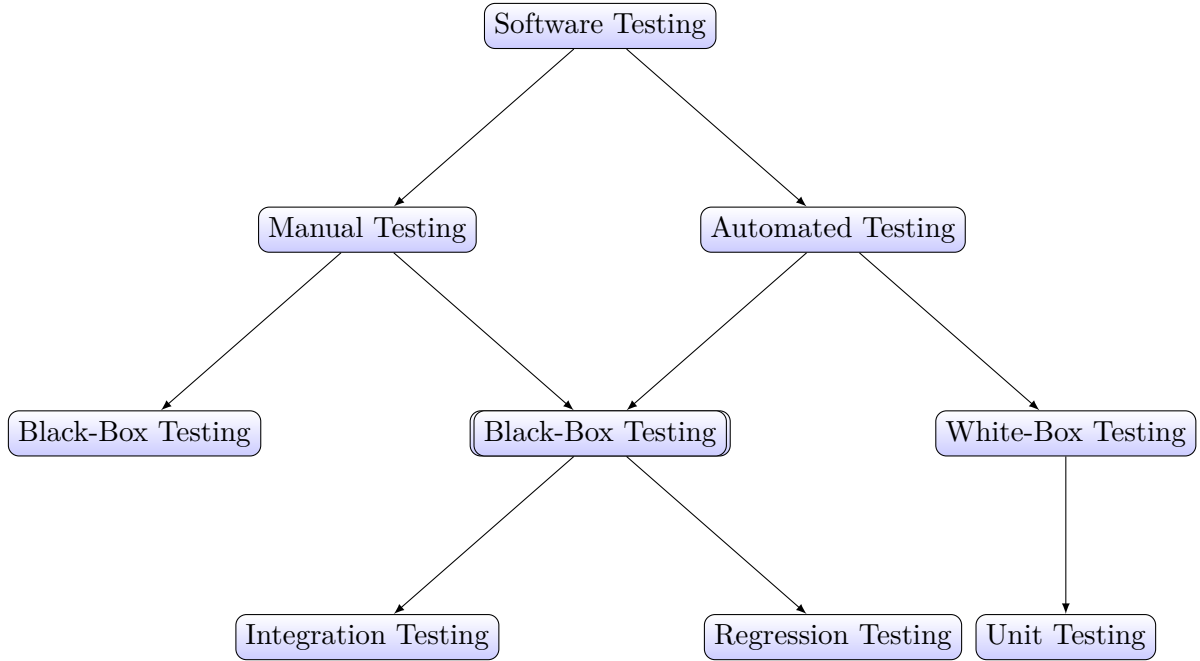 Software Testing
Manual Testing
Automated Testing
Black-Box Testing
Black-Box Testing
White-Box Testing
Integration Testing
Regression Testing
Unit Testing